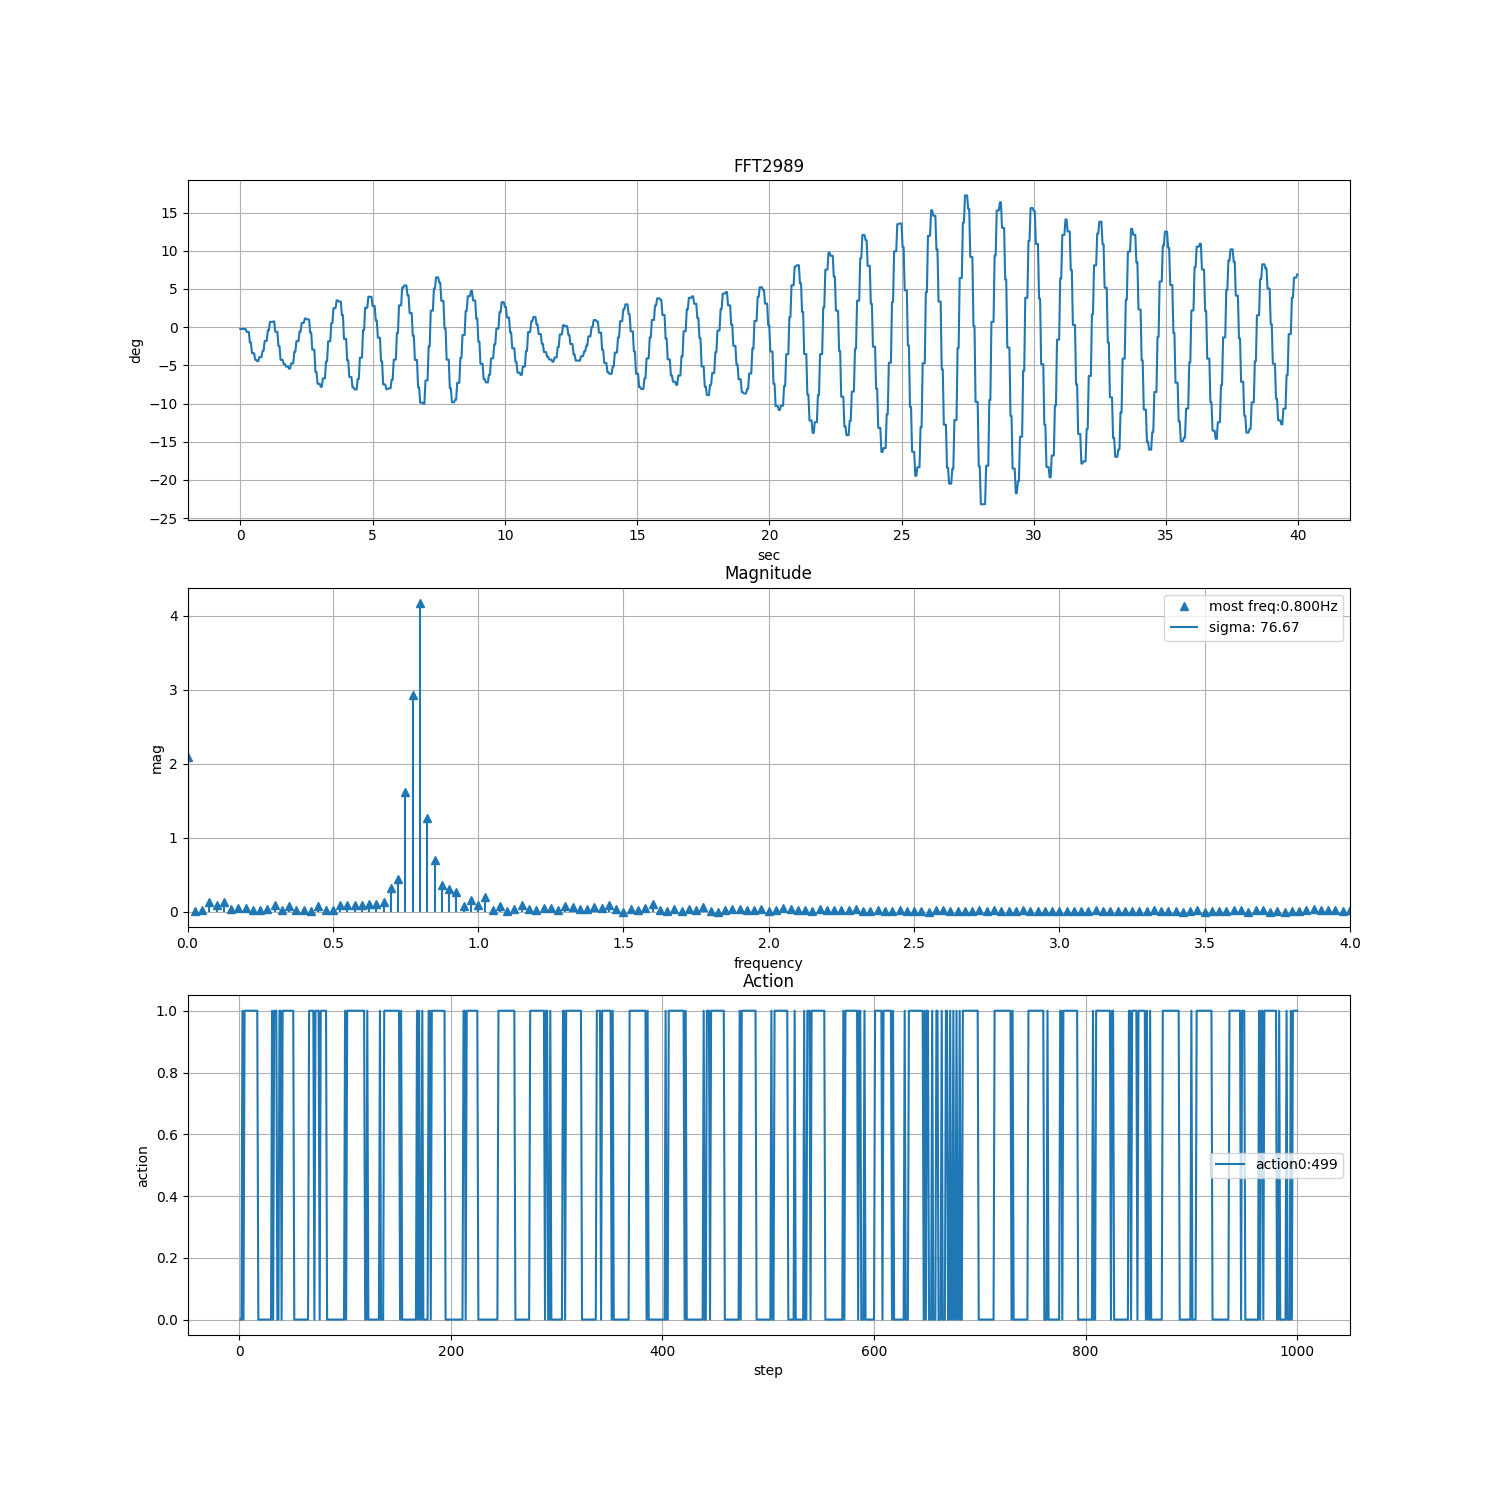 FFT2989
15
10
5
0
−5
−10
−15
−20
−25
deg
0 5 10 15 20 25 30 35 40
sec
Magnitude
most freq:0.800Hz
sigma: 76.67
4
3
2
1
0
mag
0.0 0.5 1.0 1.5 2.0 2.5 3.0 3.5 4.0
frequency
Action
1.0
0.8
0.6
0.4
0.2
0.0
action
action0:499
0 200 400 600 800 1000
step